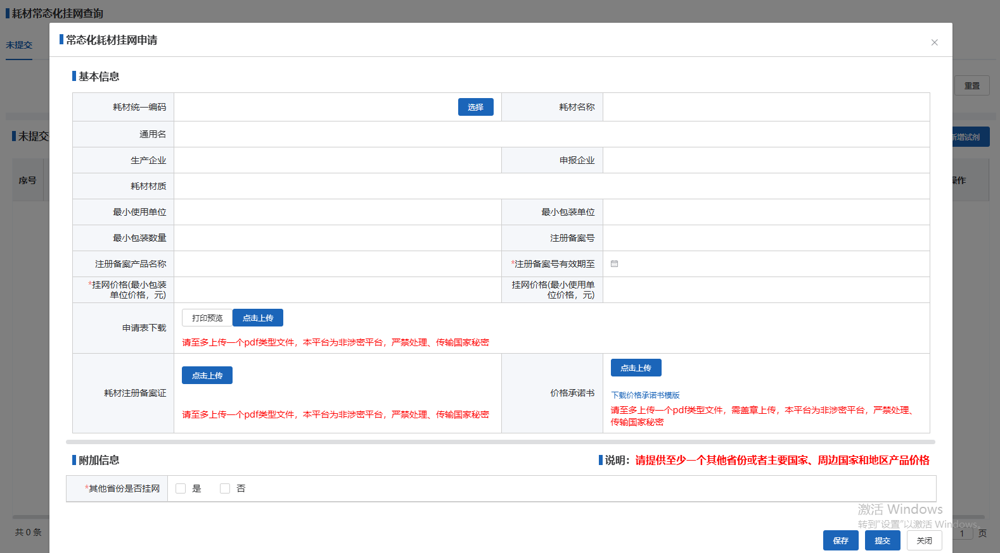 耗材常态化挂网查询
常态化耗材挂网申请
未提交
基本信息
重置
耗材统一编码 选择 耗材名称
通用名
未提交
新增试剂
生产企业 申报企业
序号
操作
耗材材质
最小使用单位 最小包装单位
最小包装数量 注册备案号
注册备案产品名称 *注册备案号有效期至
*挂网价格(最小包装
单位价格，元)
挂网价格(最小使用单
位价格，元)
申请表下载
打印预览 点击上传
请至多上传一个pdf类型文件，本平台为非涉密平台，严禁处理、传输国家秘密
耗材注册备案证
点击上传
请至多上传一个pdf类型文件，本平台为非涉密平台，严禁处理、传输国家秘密
价格承诺书
点击上传
下载价格承诺书模版
请至多上传一个pdf类型文件，需盖章上传，本平台为非涉密平台，严禁处理、
传输国家秘密
附加信息
说明：请提供至少一个其他省份或者主要国家、周边国家和地区产品价格
*其他省份是否挂网 是 否
激活 Windows
转到"设置"以激活 Windows。
共 0 条
1 页
保存 提交 关闭